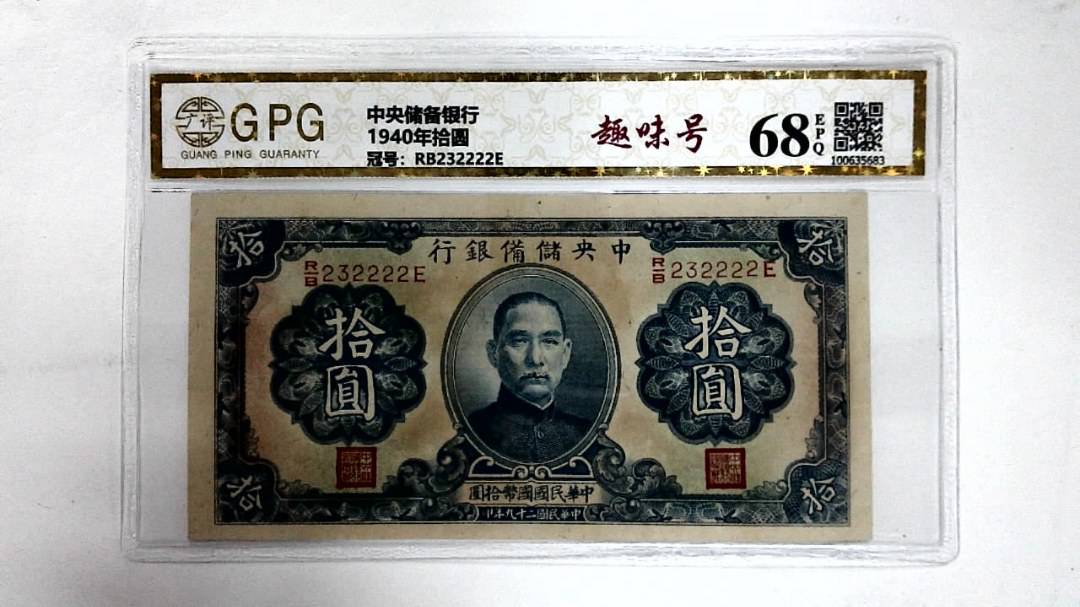 广评
GPG
GUANG PING GUARANTY
中央储备银行
1940年拾圓
冠号：RB232222E
趣味号
68
EPQ
100635683
行銀備儲央中
拾
拾
R/B 232222E
R/B 232222E
拾圓
拾圓
圓拾幣國國民華中
印年九十二國民華中
拾
拾